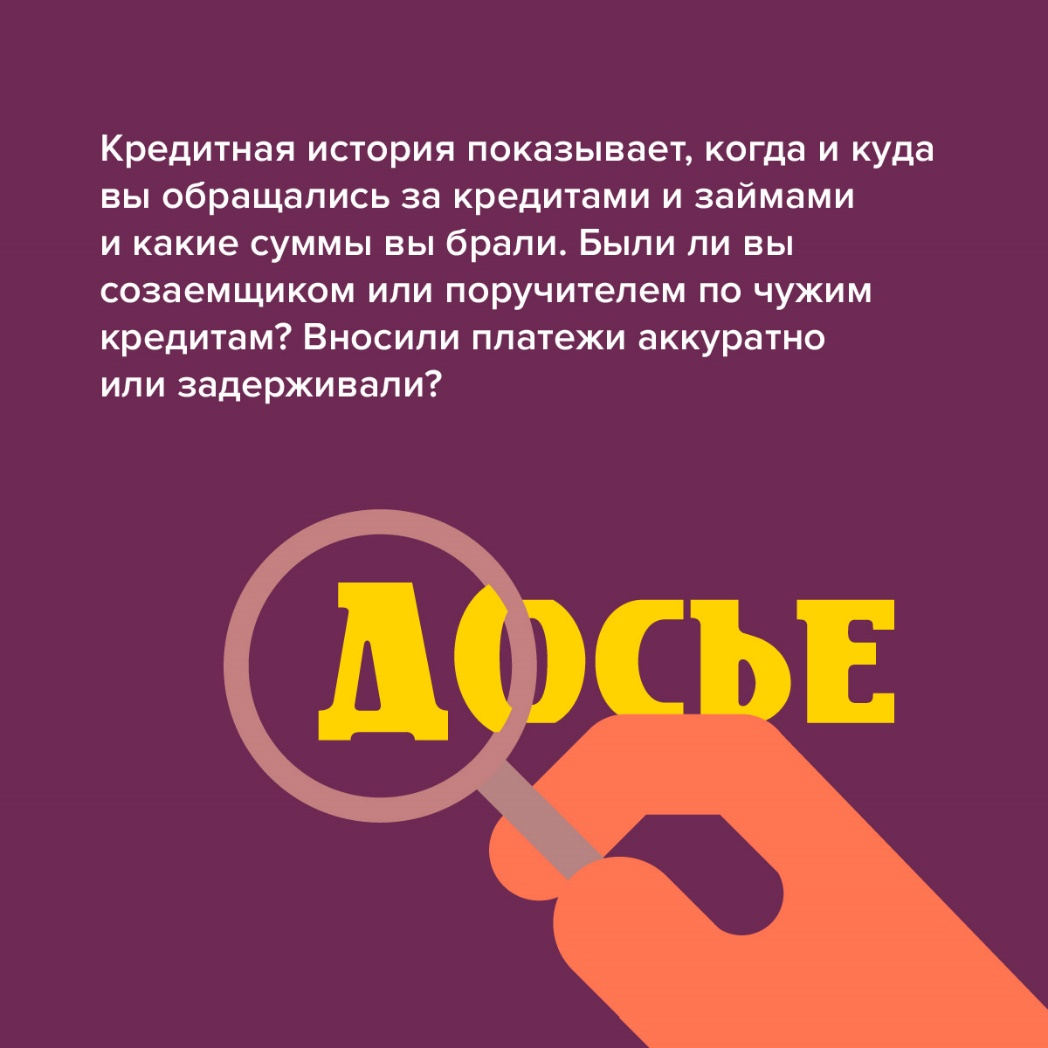 Кредитная история показывает, когда и куда
вы обращались за кредитами и займами
и какие суммы вы брали. Были ли вы
созаемщиком или поручителем по чужим
кредитам? Вносили платежи аккуратно
или задерживали?
ДОСЬЕ